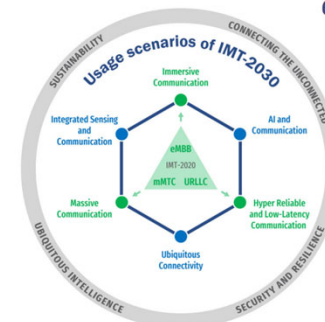 Usage scenarios of IMT-2030
SUSTAINABILITY
CONNECTING THE UNCONNECTED
Immersive
Communication
Integrated Sensing
and
Communication
AI and
Communication
eMBB
IMT-2020
mMTC URLLC
Massive
Communication
Hyper Reliable
and Low-Latency
Communication
Ubiquitous
Connectivity
UBIQUITOUS INTELLIGENCE
SECURITY AND RESILIENCE